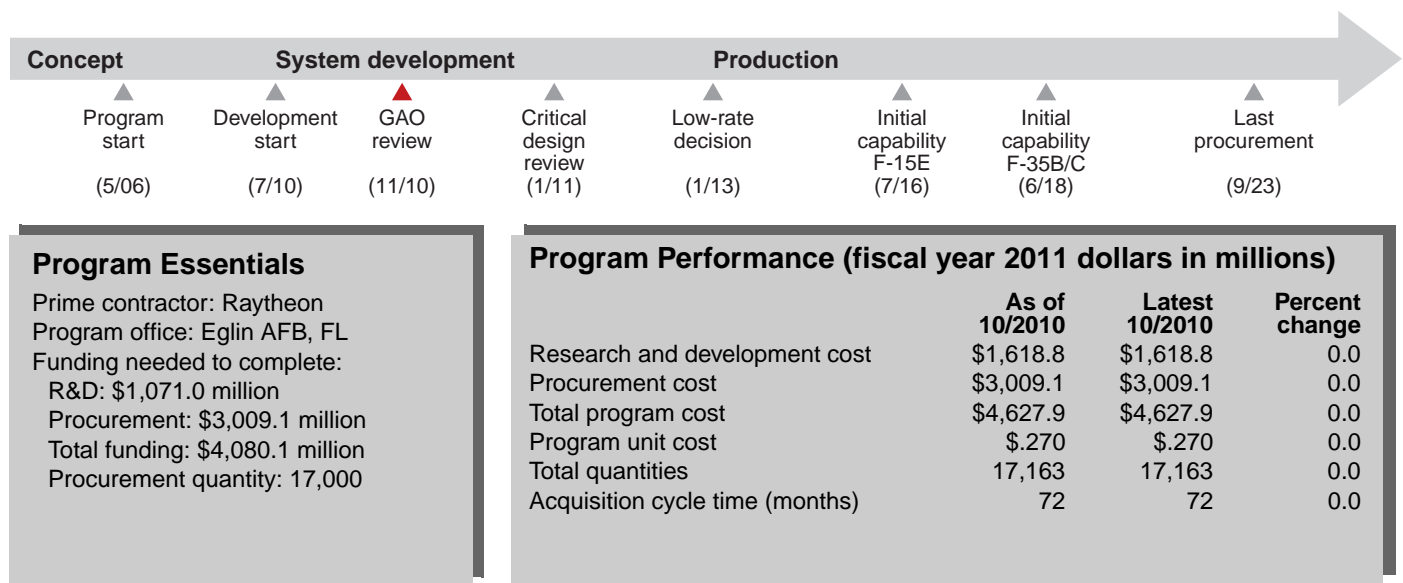 Concept System development Production
Program start (5/06)
Development start (7/10)
GAO review (11/10)
Critical design review (1/11)
Low-rate decision (1/13)
Initial capability F-15E (7/16)
Initial capability F-35B/C (6/18)
Last procurement (9/23)
Program Essentials
Prime contractor: Raytheon
Program office: Eglin AFB, FL
Funding needed to complete:
R&D: $1,071.0 million
Procurement: $3,009.1 million
Total funding: $4,080.1 million
Procurement quantity: 17,000
Program Performance (fiscal year 2011 dollars in millions)
As of 10/2010 Latest 10/2010 Percent change
Research and development cost $1,618.8 $1,618.8 0.0
Procurement cost $3,009.1 $3,009.1 0.0
Total program cost $4,627.9 $4,627.9 0.0
Program unit cost $.270 $.270 0.0
Total quantities 17,163 17,163 0.0
Acquisition cycle time (months) 72 72 0.0